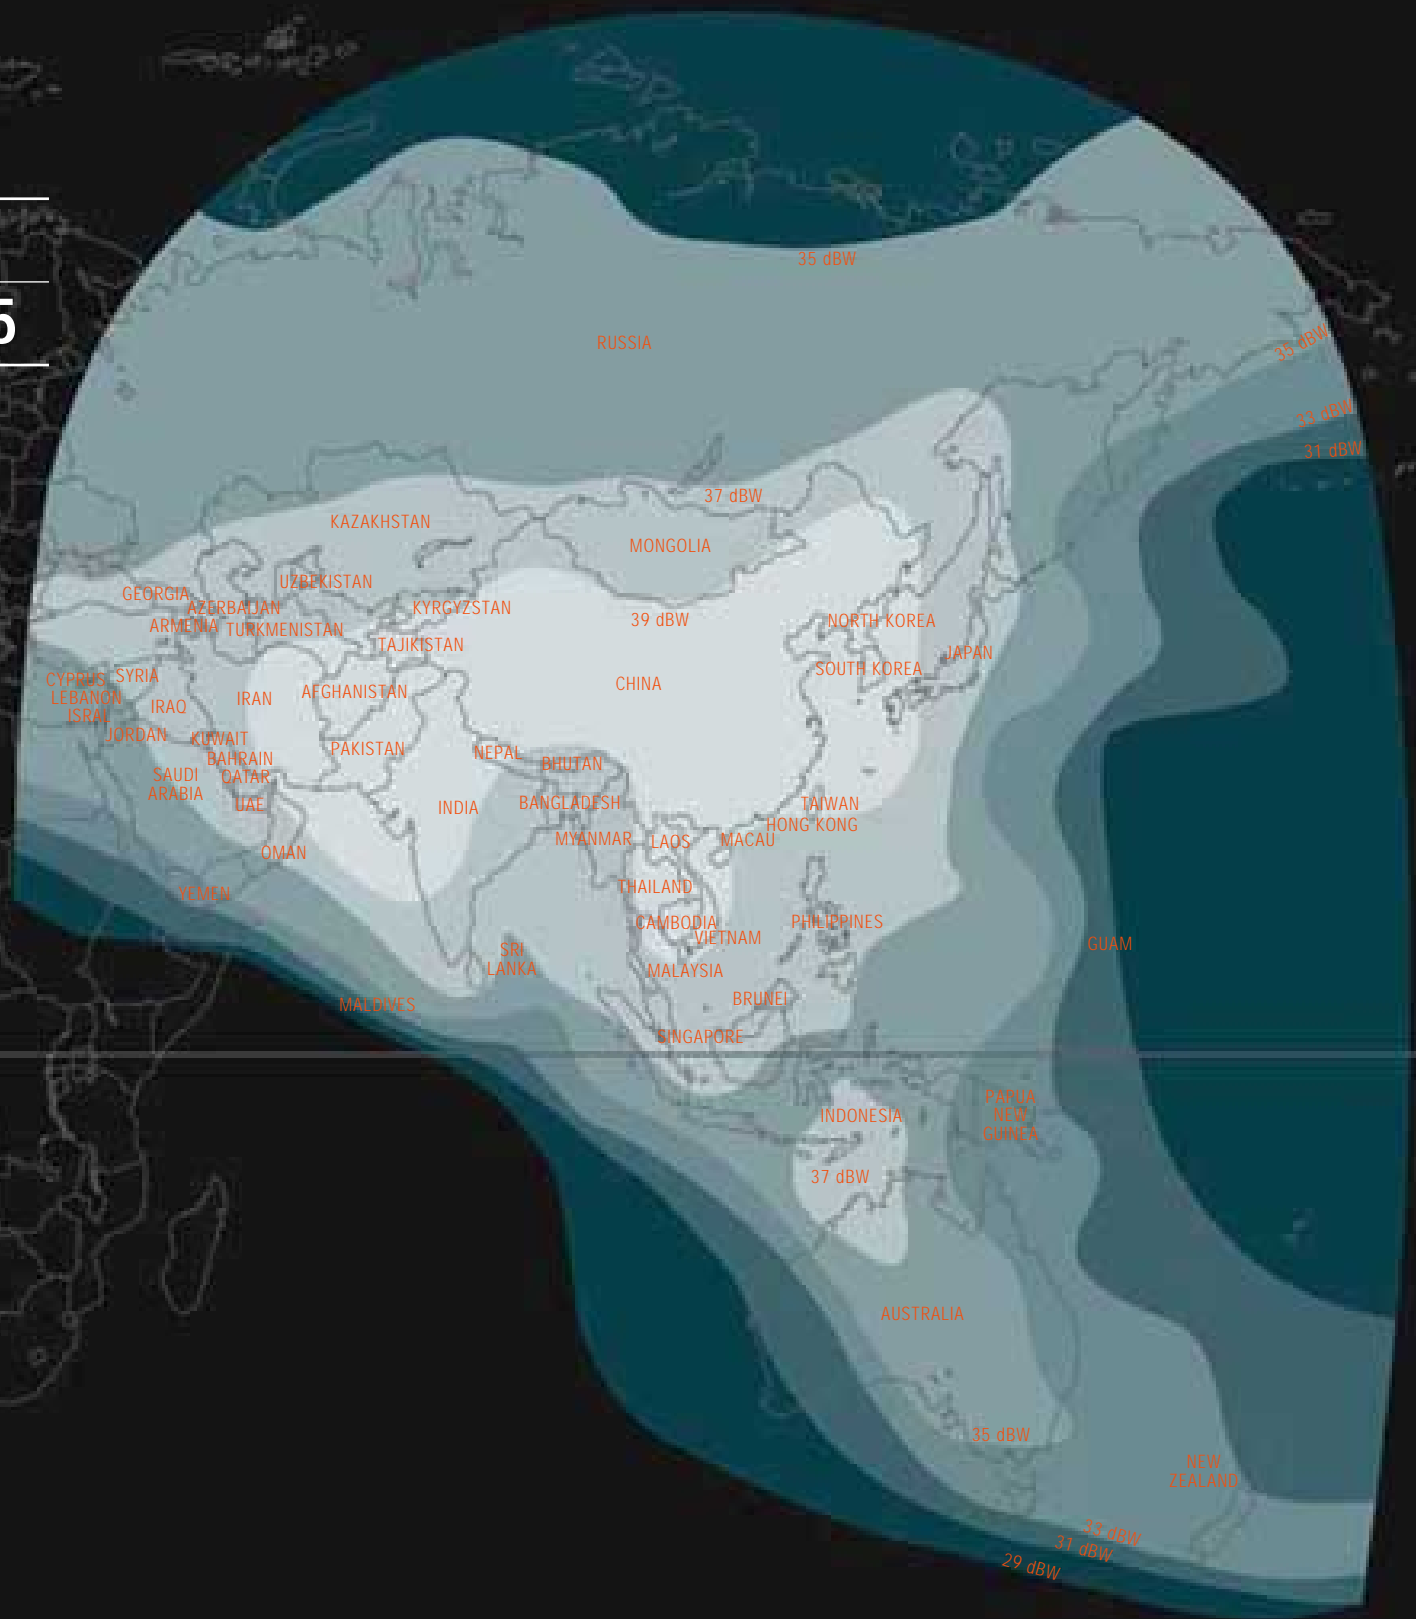 5
35 dBW
RUSSIA
35 dBW
33 dBW
31 dBW
37 dBW
KAZAKHSTAN
MONGOLIA
UZBEKISTAN
GEORGIA
AZERBAIJAN
KYRGYZSTAN
39 dBW
NORTH KOREA
ARMENIA
TURKMENISTAN
TAJIKISTAN
JAPAN
SOUTH KOREA
SYRIA
CYPRUS
CHINA
AFGHANISTAN
LEBANON
IRAN
IRAQ
ISRAEL
JORDAN
KUWAIT
PAKISTAN
NEPAL
BAHRAIN
BHUTAN
SAUDI
ARABIA
QATAR
UAE
INDIA
BANGLADESH
TAIWAN
HONG KONG
MYANMAR
LAOS
MACAU
OMAN
THAILAND
YEMEN
CAMBODIA
PHILIPPINES
VIETNAM
GUAM
SRI
LANKA
MALAYSIA
BRUNEI
MALDIVES
SINGAPORE
PAPUA
NEW
GUINEA
INDONESIA
37 dBW
AUSTRALIA
35 dBW
NEW
ZEALAND
33 dBW
31 dBW
29 dBW